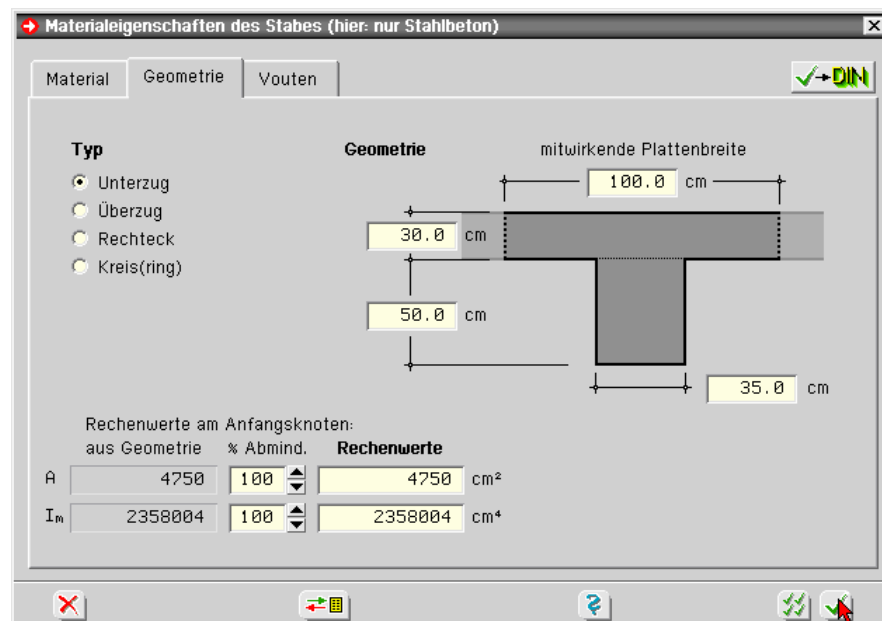 Materialeigenschaften des Stabes (hier: nur Stahlbeton)
Material Geometrie Vouten DIN
Typ Geometrie mitwirkende Plattenbreite
Unterzug 100.0 cm
Überzug
Rechteck 30.0 cm
Kreis(ring)
50.0 cm
35.0 cm
Rechenwerte am Anfangsknoten:
aus Geometrie % Abmind. Rechenwerte
A 4750 100 4750 cm²
Im 2358004 100 2358004 cm⁴